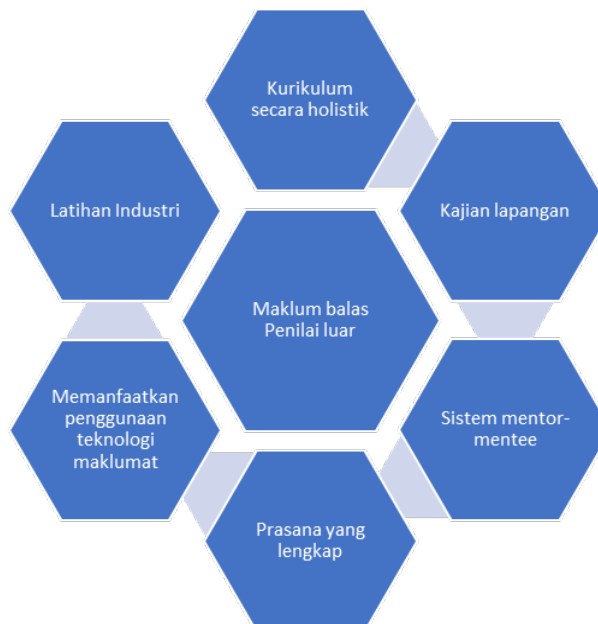 Kurikulum
secara holistik
Latihan Industri
Kajian lapangan
Maklum balas
Penilai luar
Memanfaatkan
penggunaan
teknologi
maklumat
Sistem mentor-
mentee
Prasana yang
lengkap